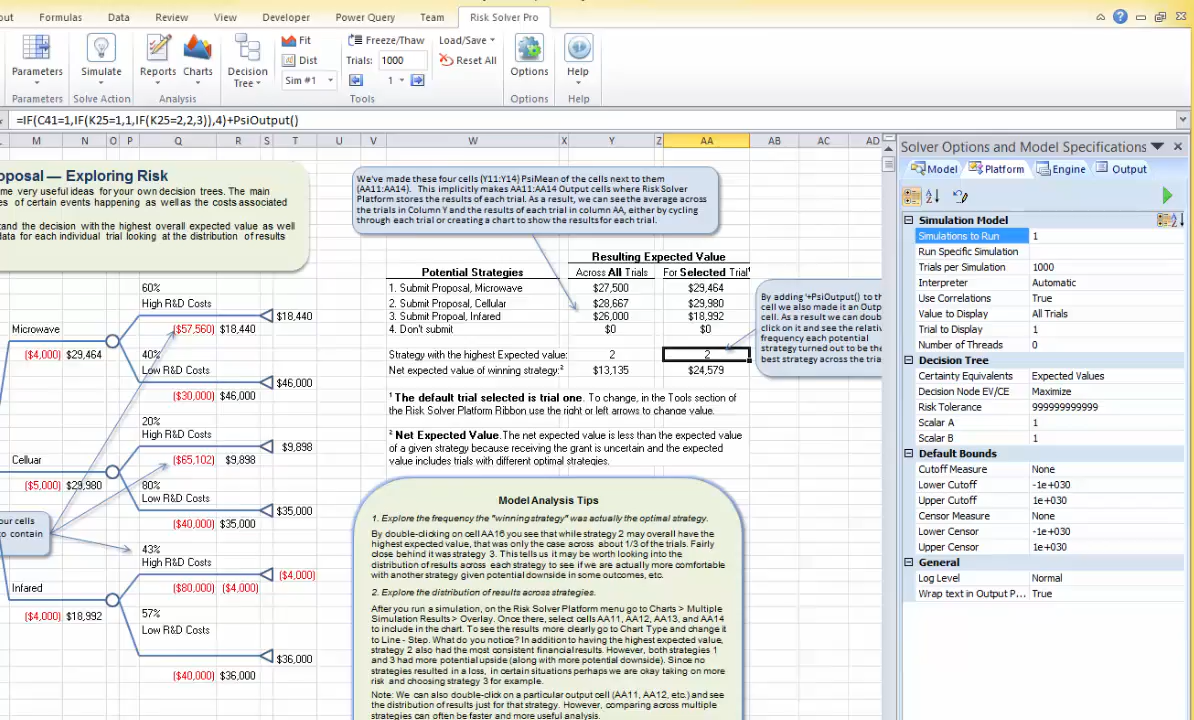 out Formulas Data Review View Developer Power Query Team Risk Solver Pro
Parameters Simulate Reports Charts Decision Tree Fit Dist Sim #1 Freeze/Thaw Trials: 1000 1 Load/Save Reset All Options Help
Parameters Solve Action Analysis Tools Options Help
=IF(C41=1,IF(K25=1,1,IF(K25=2,2,3)),4)+PsiOutput()
M N O P Q R S T U V W X Y Z AA AB AC AD
oposal — Exploring Risk
me very useful ideas for your own decision trees. The main
es of certain events happening as well as the costs associated
and the decision with the highest overall expected value as well
data for each individual trial looking at the distribution of results
We've made these four cells (Y11:Y14) PsiMean of the cells next to them
(AA11:AA14). This implicitly makes AA11:AA14 Output cells where Risk Solver
Platform stores the results of each trial. As a result, we can see the average across
the trials in Column Y and the results of each trial in column AA, either by cycling
through each trial or creating a chart to show the results for each trial.
Resulting Expected Value
Potential Strategies Across All Trials For Selected Trial¹
1. Submit Proposal, Microwave $27,500 $29,464
2. Submit Proposal, Cellular $28,667 $29,980
3. Submit Propoal, Infared $26,000 $18,992
4. Don't submit $0 $0
Strategy with the highest Expected value: 2 2
Net expected value of winning strategy:² $13,135 $24,579
By adding '+PsiOutput() to th
cell we also made it an Outp
cell. As a result we can doub
click on it and see the relativ
frequency each potential
strategy turned out to be the
best strategy across the tria
¹ The default trial selected is trial one. To change, in the Tools section of
the Risk Solver Platform Ribbon use the right or left arrows to change value.
² Net Expected Value. The net expected value is less than the expected value
of a given strategy because receiving the grant is uncertain and the expected
value includes trials with different optimal strategies.
60%
High R&D Costs
$18,440
Microwave ($57,560) $18,440
($4,000) $29,464 40%
Low R&D Costs
$46,000
($30,000) $46,000
20%
High R&D Costs
$9,898
Celluar ($65,102) $9,898
($5,000) $29,980 80%
Low R&D Costs
$35,000
our cells
to contain
($40,000) $35,000
43%
High R&D Costs
($4,000)
Infared ($80,000) ($4,000)
($4,000) $18,992 57%
Low R&D Costs
$36,000
($40,000) $36,000
Model Analysis Tips
1. Explore the frequency the "winning strategy" was actually the optimal strategy.
By double-clicking on cell AA16 you see that while strategy 2 may overall have the
highest expected value, that was only the case across about 1/3 of the trials. Fairly
close behind it was strategy 3. This tells us it may be worth looking into the
distribution of results across each strategy to see if we are actually more comfortable
with another strategy given potential downside in some outcomes, etc.
2. Explore the distribution of results across strategies.
After you run a simulation, on the Risk Solver Platform menu go to Charts > Multiple
Simulation Results > Overlay. Once there, select cells AA11, AA12, AA13, and AA14
to include in the chart. To see the results more clearly go to Chart Type and change it
to Line - Step. What do you notice? In addition to having the highest expected value,
strategy 2 also had the most consistent financial results. However, both strategies 1
and 3 had more potential upside (along with more potential downside). Since no
strategies resulted in a loss, in certain situations perhaps we are okay taking on more
risk and choosing strategy 3 for example.
Note: We can also double-click on a particular output cell (AA11, AA12, etc.) and see
the distribution of results just for that strategy. However, comparing across multiple
strategies can often be faster and more useful analysis.
Solver Options and Model Specifications
Model Platform Engine Output
Simulation Model
Simulations to Run 1
Run Specific Simulation
Trials per Simulation 1000
Interpreter Automatic
Use Correlations True
Value to Display All Trials
Trial to Display 1
Number of Threads 0
Decision Tree
Certainty Equivalents Expected Values
Decision Node EV/CE Maximize
Risk Tolerance 999999999999
Scalar A 1
Scalar B 1
Default Bounds
Cutoff Measure None
Lower Cutoff -1e+030
Upper Cutoff 1e+030
Censor Measure None
Lower Censor -1e+030
Upper Censor 1e+030
General
Log Level Normal
Wrap text in Output P... True